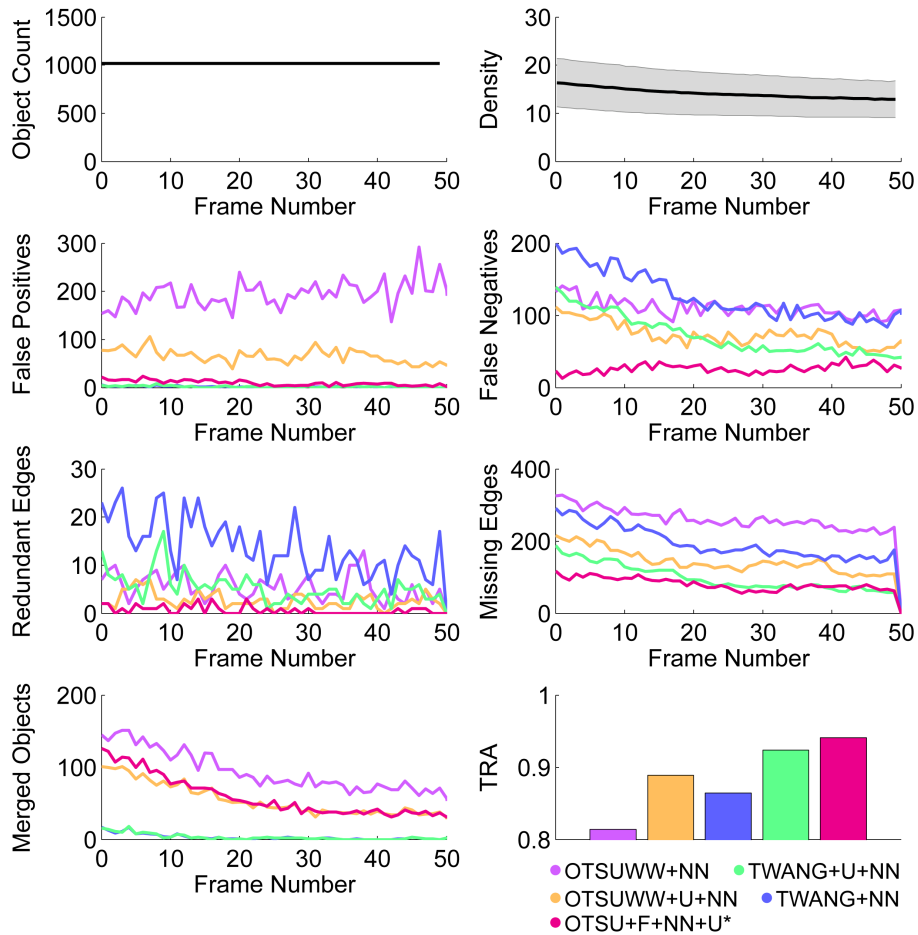 Object Count
1500
1000
500
0
0 10 20 30 40 50
Frame Number
Density
30
20
10
0
0 10 20 30 40 50
Frame Number
False Positives
300
200
100
0
0 10 20 30 40 50
Frame Number
False Negatives
200
100
0
0 10 20 30 40 50
Frame Number
Redundant Edges
30
20
10
0
0 10 20 30 40 50
Frame Number
Missing Edges
400
200
0
0 10 20 30 40 50
Frame Number
Merged Objects
200
100
0
0 10 20 30 40 50
Frame Number
TRA
1
0.9
0.8
OTSUWW+NN
TWANG+U+NN
OTSUWW+U+NN
TWANG+NN
OTSU+F+NN+U*